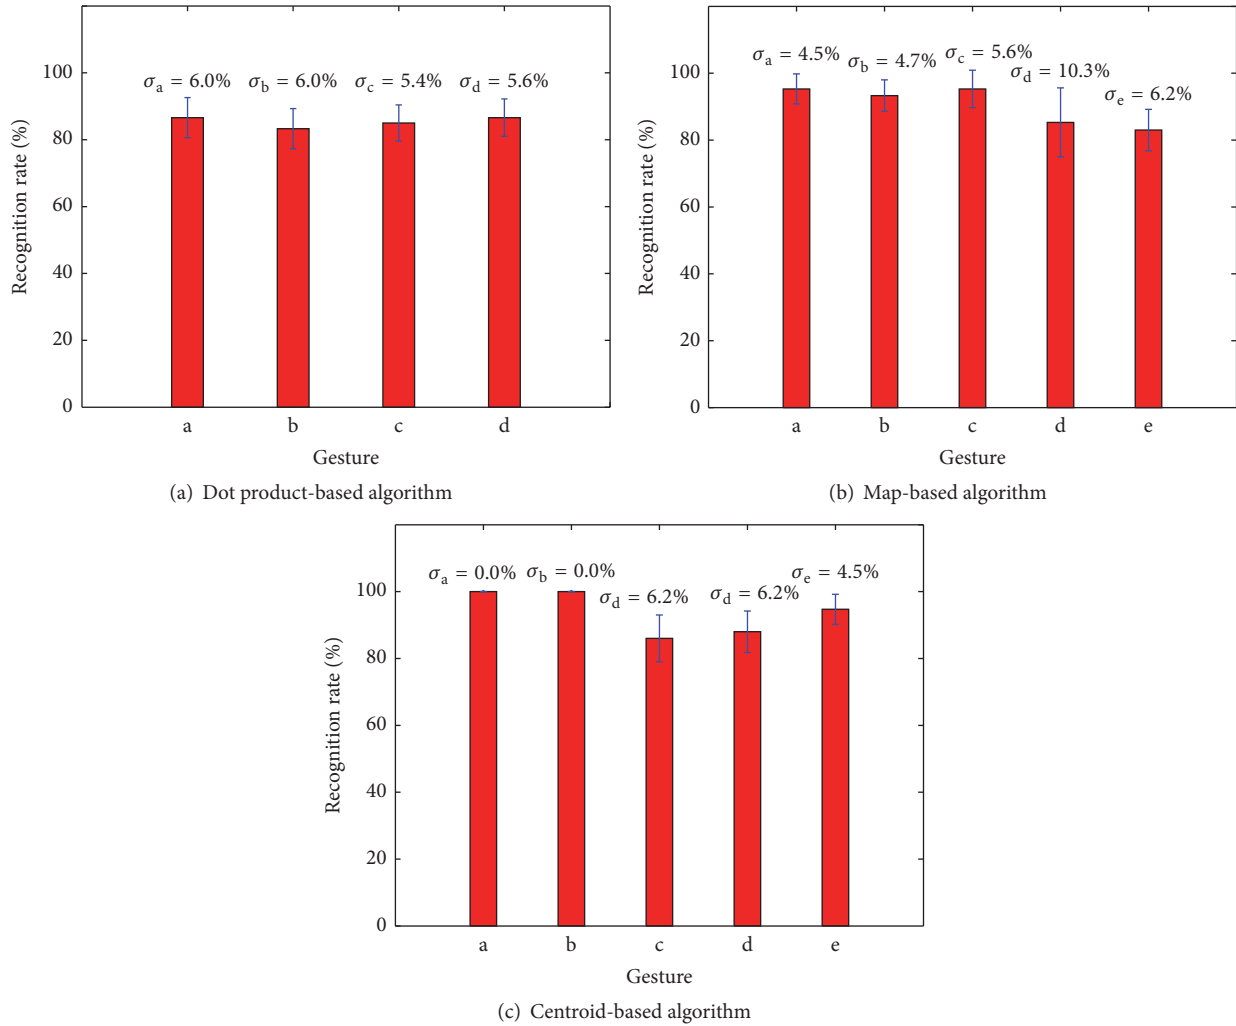 σa = 6.0% σb = 6.0% σc = 5.4% σd = 5.6%
100
80
60
40
20
0
Recognition rate (%)
a b c d
Gesture
(a) Dot product-based algorithm
σa = 4.5% σb = 4.7% σc = 5.6% σd = 10.3% σe = 6.2%
100
80
60
40
20
0
Recognition rate (%)
a b c d e
Gesture
(b) Map-based algorithm
σa = 0.0% σb = 0.0% σd = 6.2% σd = 6.2% σe = 4.5%
100
80
60
40
20
0
Recognition rate (%)
a b c d e
Gesture
(c) Centroid-based algorithm